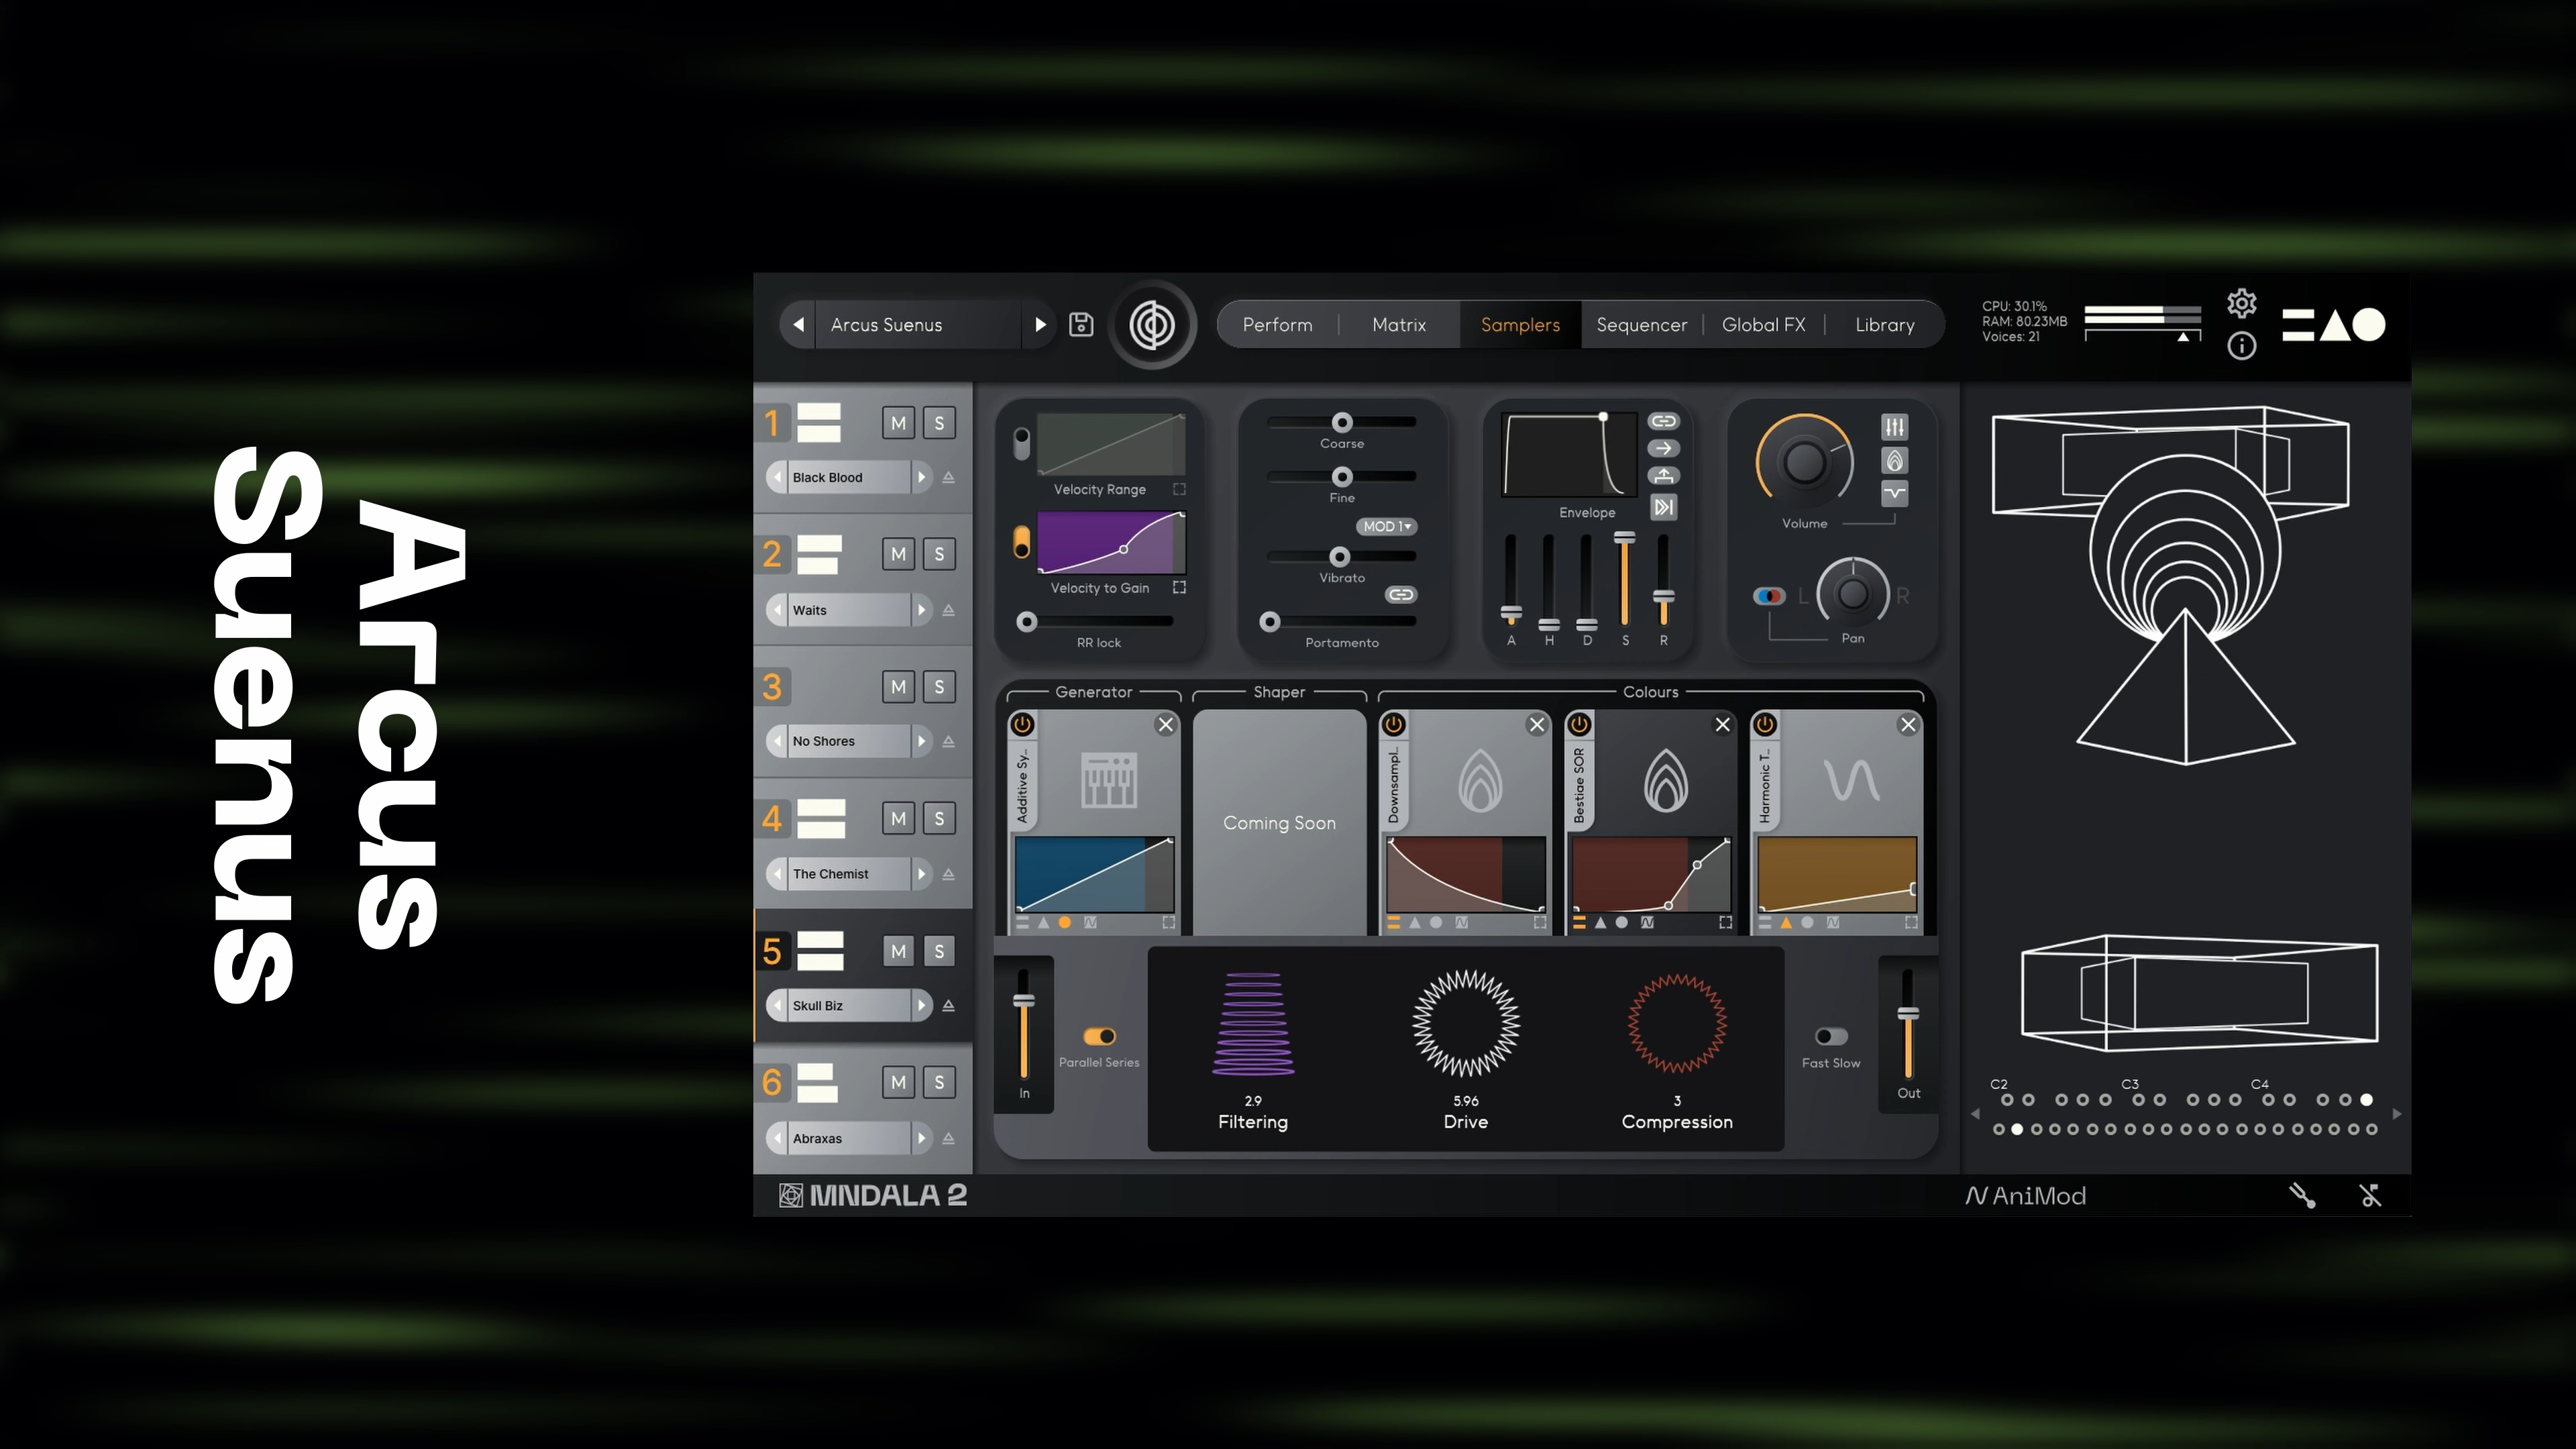 Arcus
Suenus
Arcus Suenus
Perform
Matrix
Samplers
Sequencer
Global FX
Library
CPU: 30.1%
RAM: 80.23MB
Voices: 21
1
M
S
Black Blood
2
M
S
Waits
3
M
S
No Shores
4
M
S
The Chemist
5
M
S
Skull Biz
6
M
S
Abraxas
Velocity Range
Velocity to Gain
RR lock
Coarse
Fine
MOD 1
Vibrato
Portamento
Envelope
A
H
D
S
R
Volume
L
R
Pan
Generator
Shaper
Colours
Additive Sy...
Coming Soon
Downsampl...
Bestiae SOR
Harmonic T...
In
Parallel Series
2.9
Filtering
5.96
Drive
3
Compression
Fast Slow
Out
C2
C3
C4
MNDALA 2
AniMod